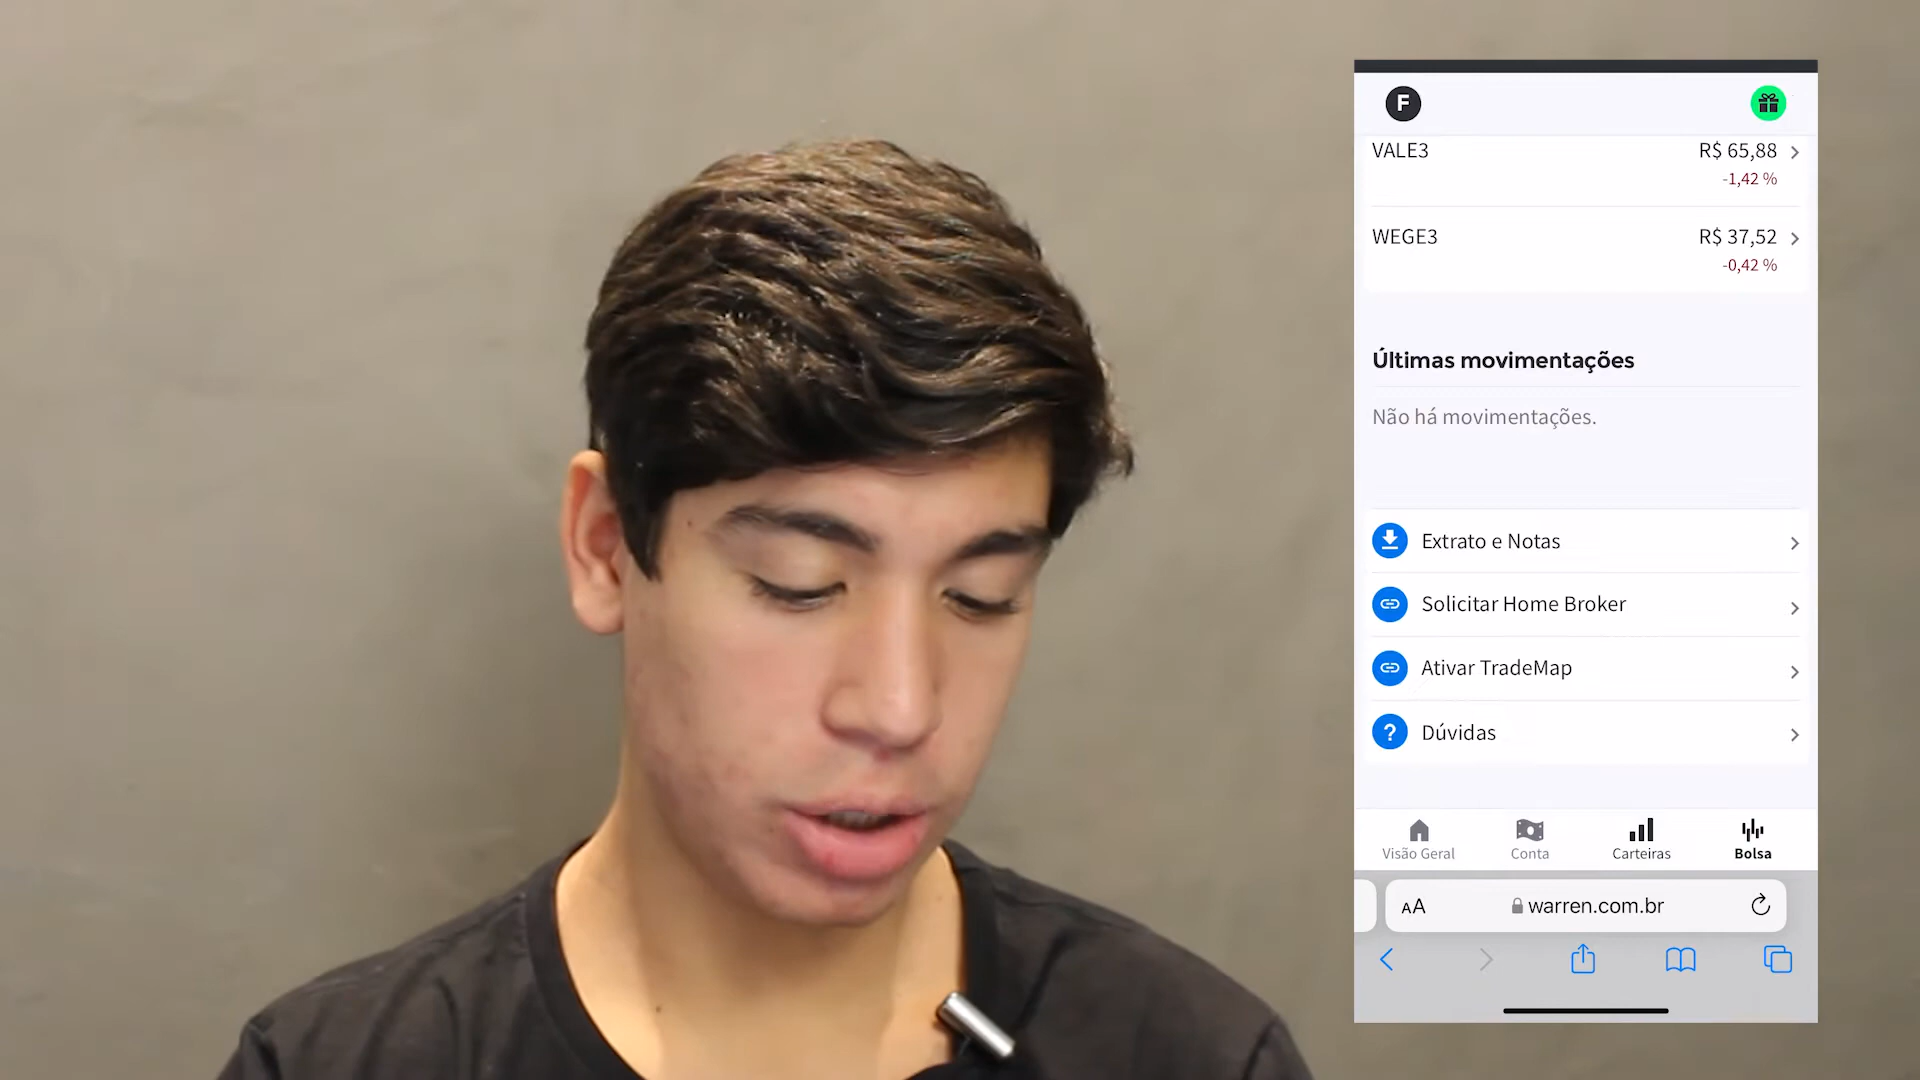 F
VALE3 R$ 65,88
-1,42 %
WEGE3 R$ 37,52
-0,42 %
Últimas movimentações
Não há movimentações.
Extrato e Notas
Solicitar Home Broker
Ativar TradeMap
? Dúvidas
Visão Geral Conta Carteiras Bolsa
AA warren.com.br